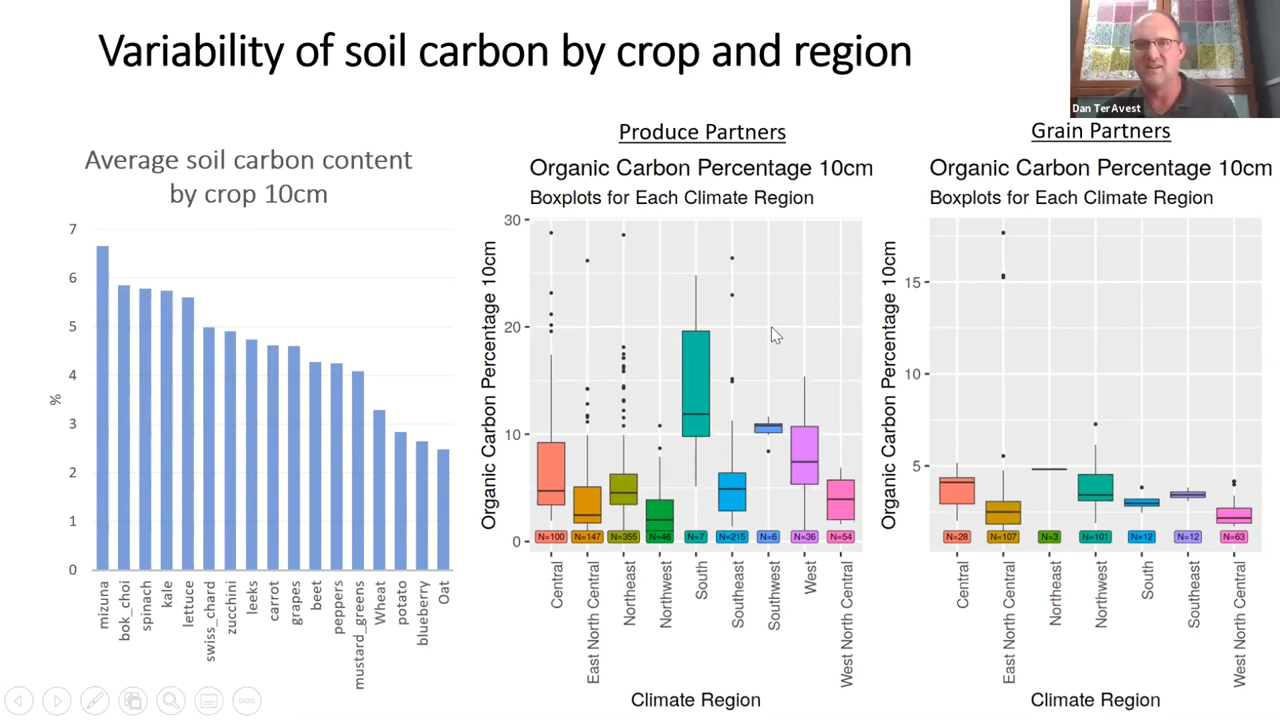 Variability of soil carbon by crop and region
Dan Ter Avest
Average soil carbon content
by crop 10cm
%
7
6
5
4
3
2
1
0
mizuna
bok_choi
spinach
kale
lettuce
swiss_chard
zucchini
leeks
carrot
grapes
beet
peppers
mustard_greens
Wheat
potato
blueberry
Oat
Produce Partners
Organic Carbon Percentage 10cm
Boxplots for Each Climate Region
Organic Carbon Percentage 10cm
30
20
10
0
N=100
N=147
N=355
N=46
N=7
N=215
N=6
N=36
N=54
Central
East North Central
Northeast
Northwest
South
Southeast
Southwest
West
West North Central
Climate Region
Grain Partners
Organic Carbon Percentage 10cm
Boxplots for Each Climate Region
Organic Carbon Percentage 10cm
15
10
5
N=28
N=107
N=3
N=101
N=12
N=12
N=63
Central
East North Central
Northeast
Northwest
South
Southeast
West North Central
Climate Region